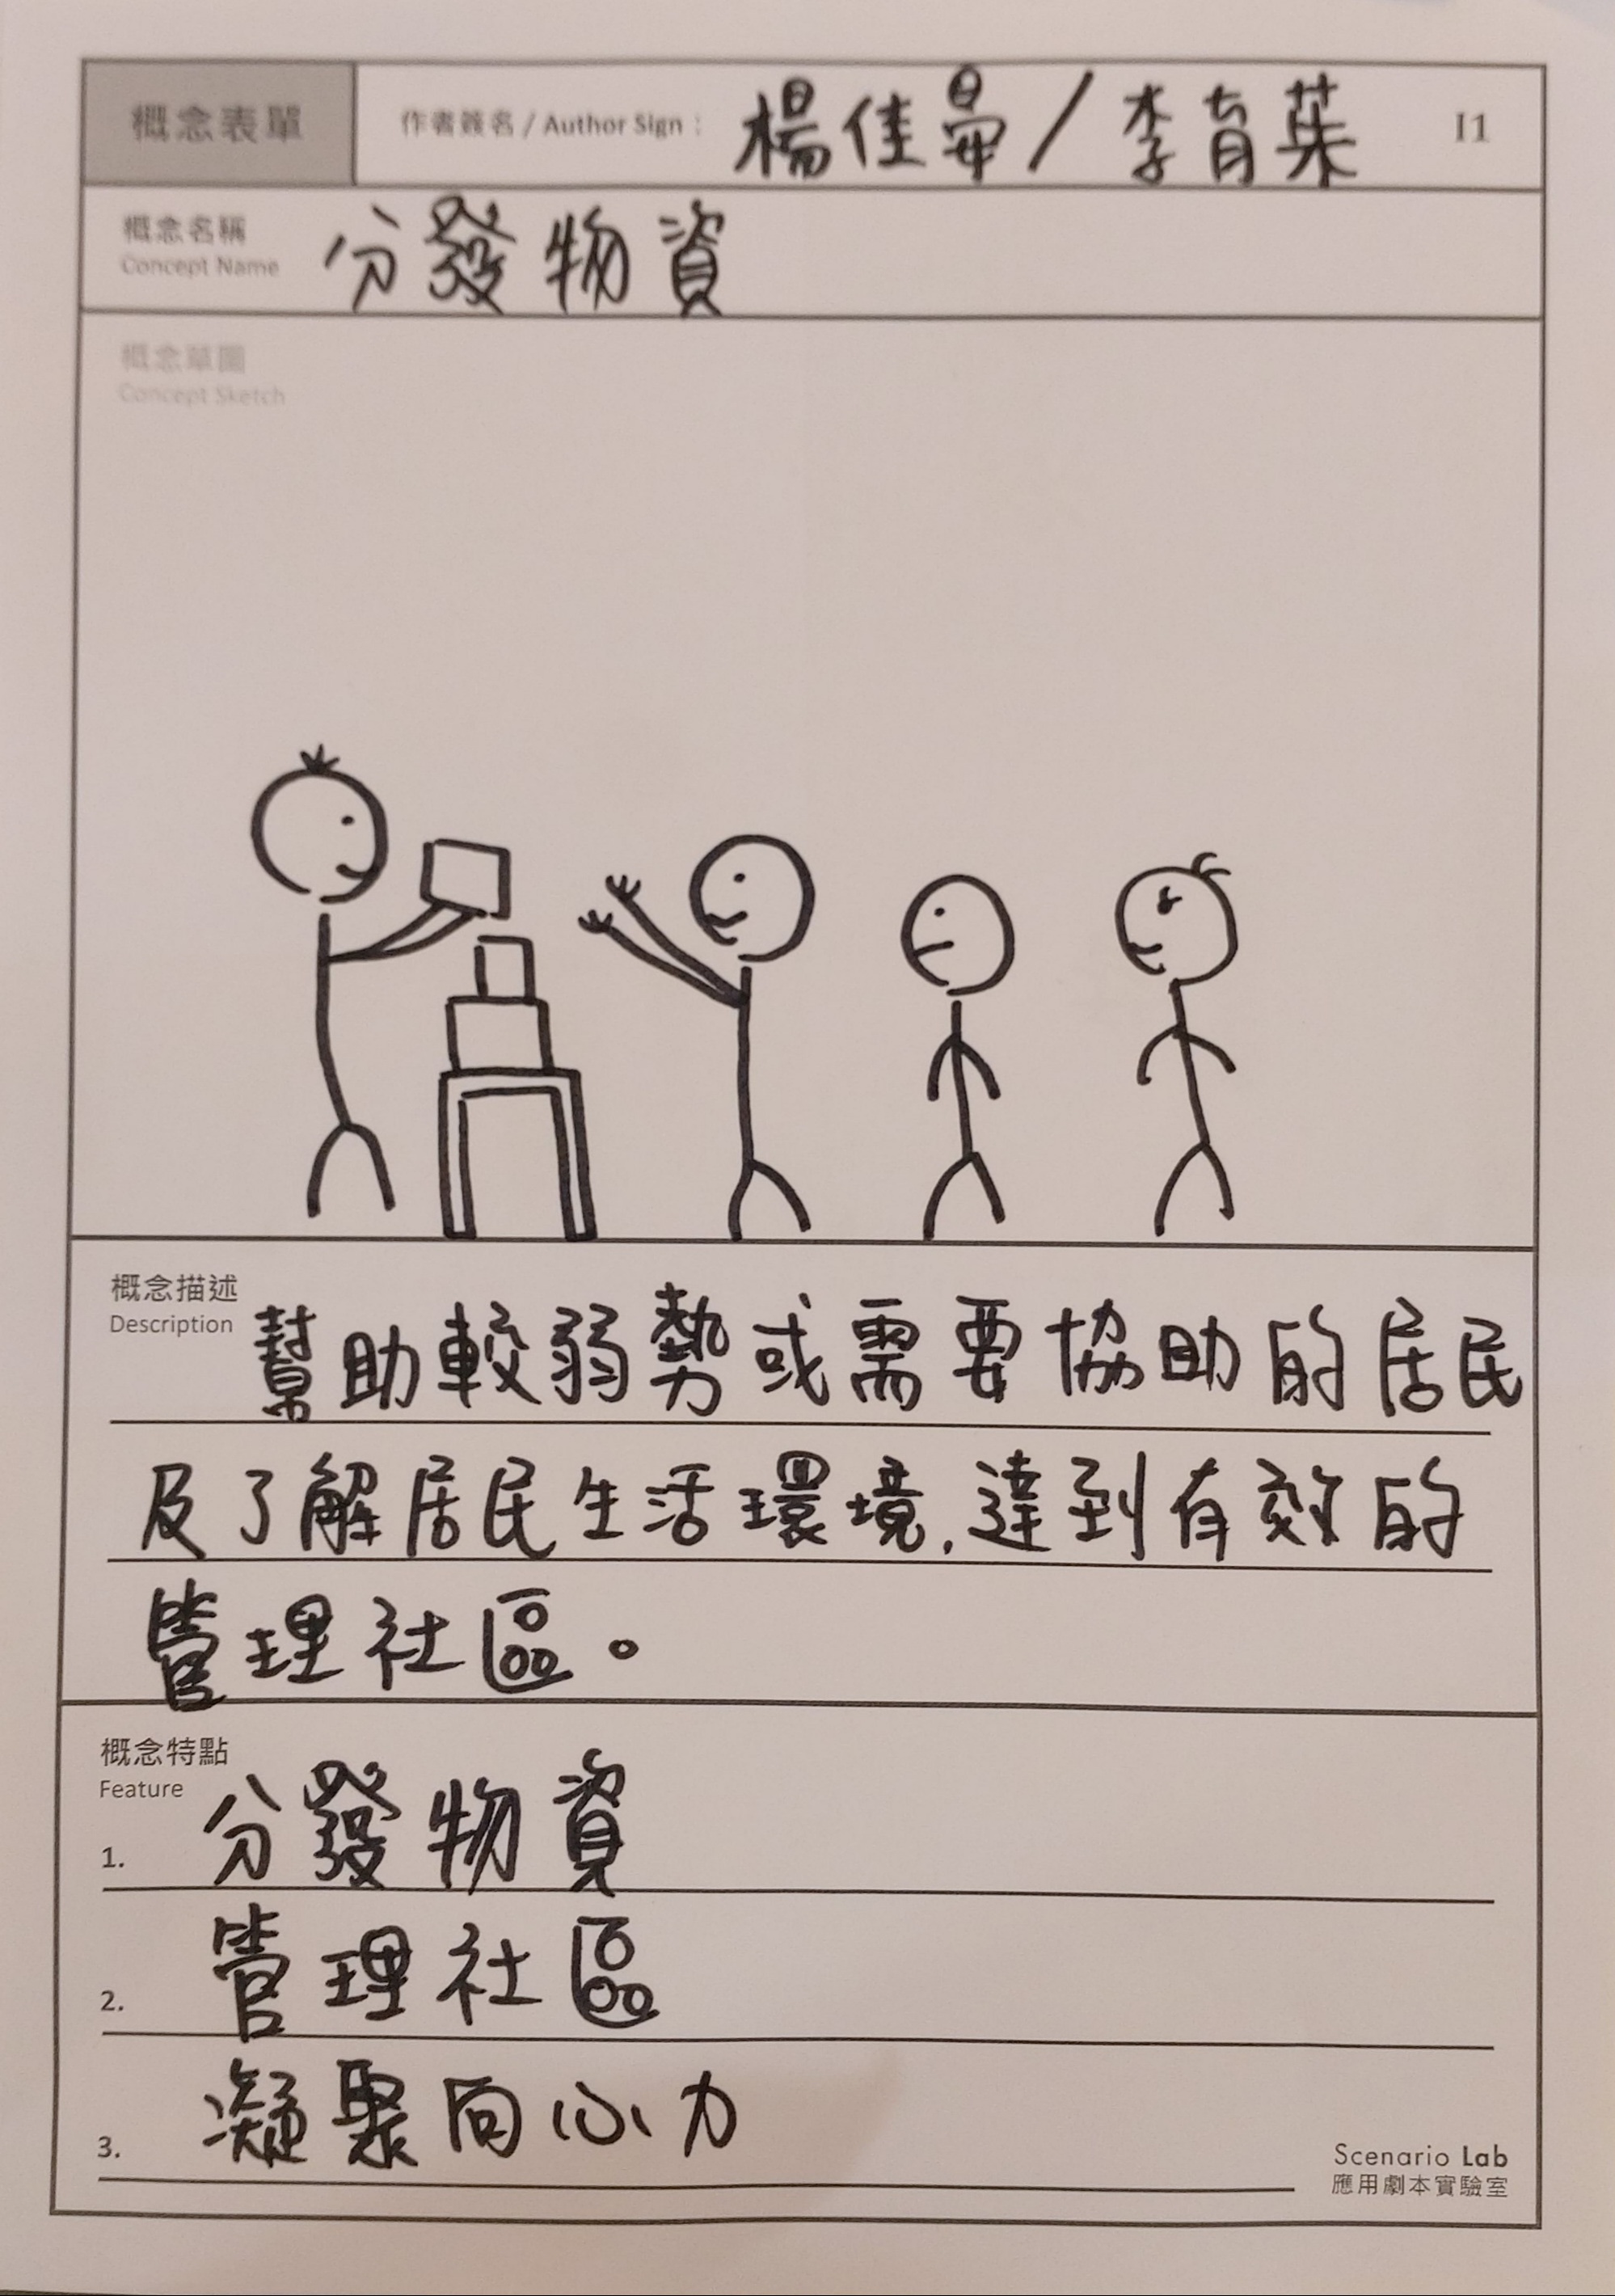 概念表單
作者簽名 / Author Sign： 楊佳 / 李育葇 I1
概念名稱 分發物資
Concept Name
概念草圖
Concept Sketch
概念描述
Description 幫助較弱勢或需要協助的居民
及了解居民生活環境,達到有效的
管理社區。
概念特點
Feature
1. 分發物資
2. 管理社區
3. 凝聚向心力
Scenario Lab
應用劇本實驗室